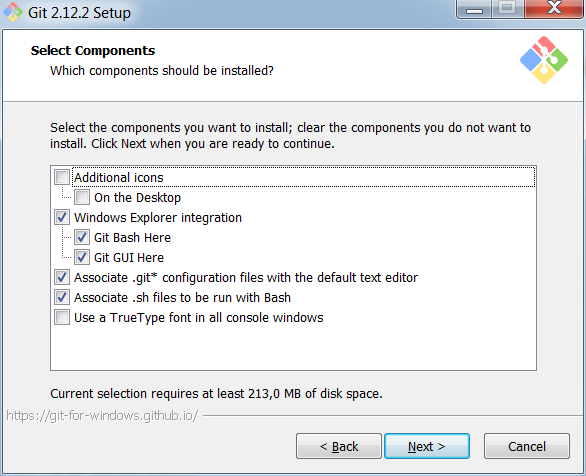 Git 2.12.2 Setup
Select Components
Which components should be installed?
Select the components you want to install; clear the components you do not want to
install. Click Next when you are ready to continue.
Additional icons
On the Desktop
Windows Explorer integration
Git Bash Here
Git GUI Here
Associate .git* configuration files with the default text editor
Associate .sh files to be run with Bash
Use a TrueType font in all console windows
Current selection requires at least 213,0 MB of disk space.
https://git-for-windows.github.io/
< Back
Next >
Cancel